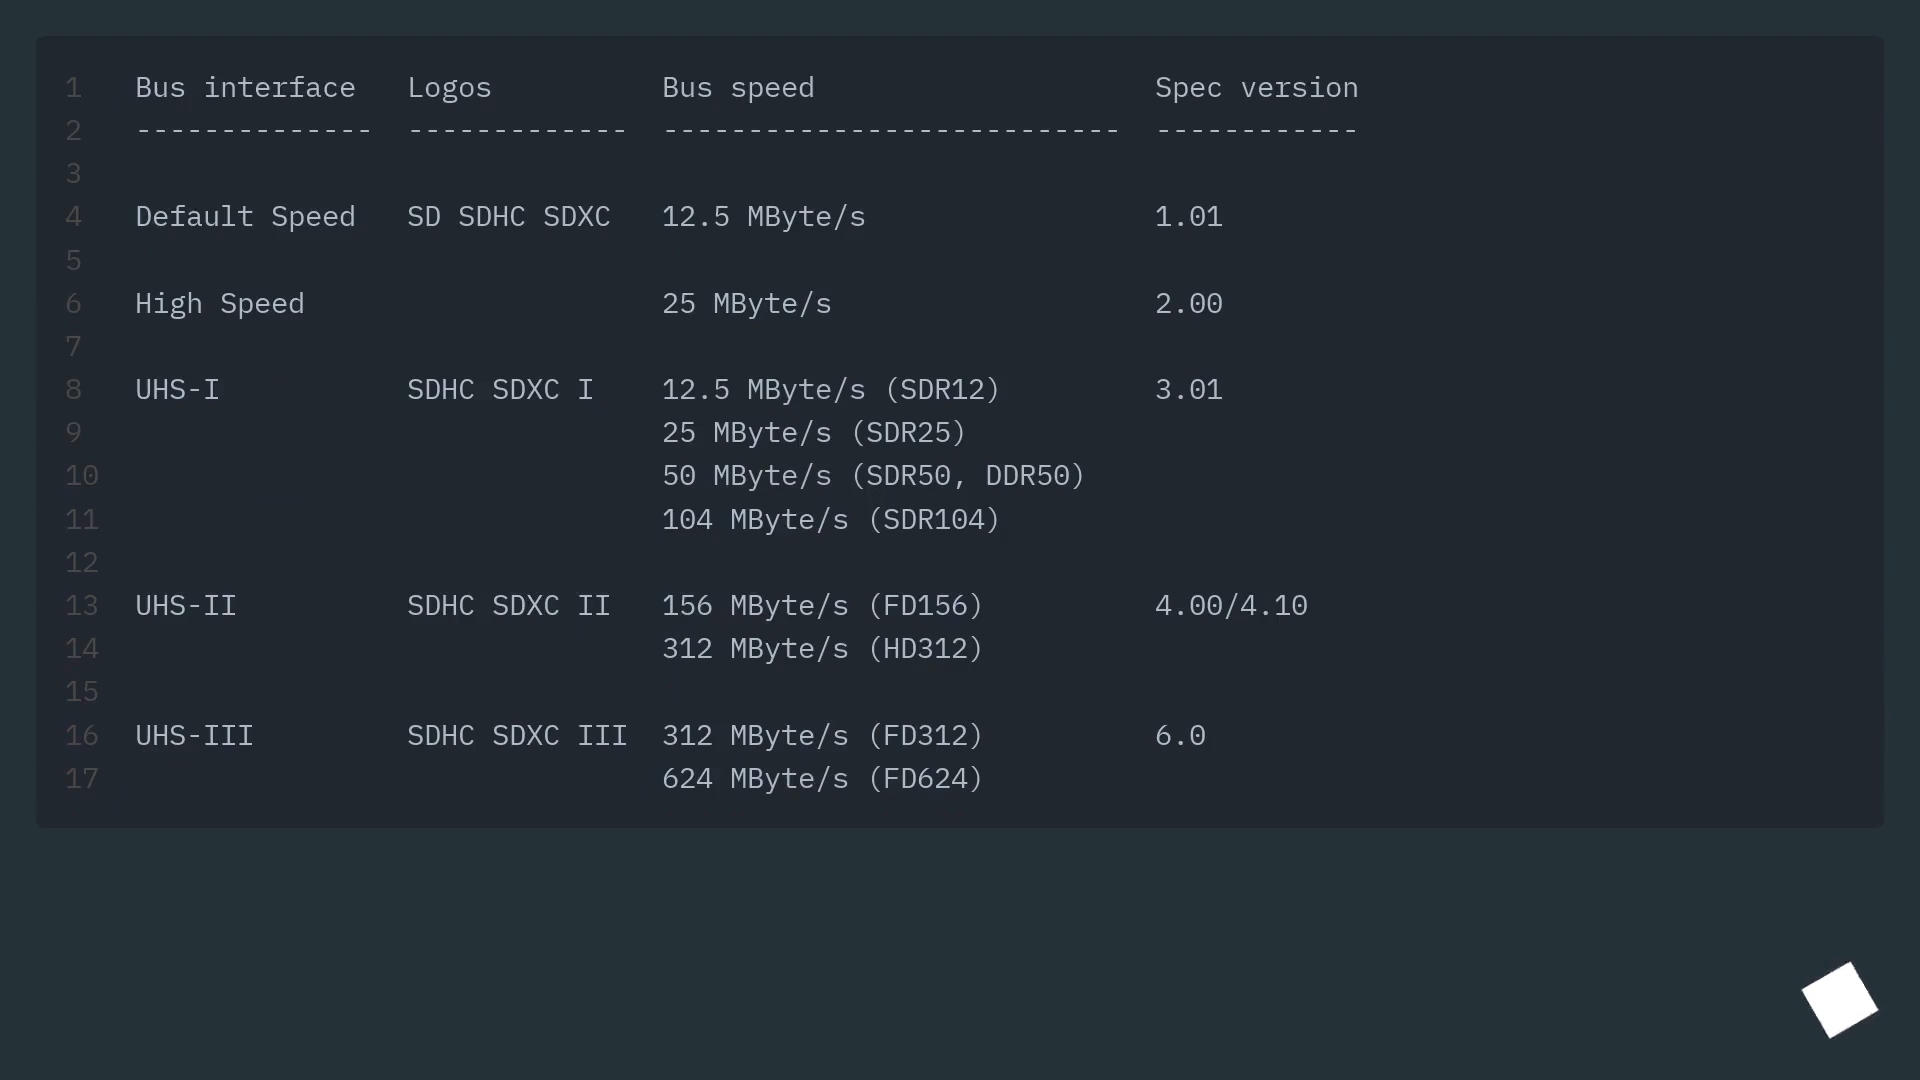 1 Bus interface Logos Bus speed Spec version
2 -------------- ------------- --------------------------- ------------
3
4 Default Speed SD SDHC SDXC 12.5 MByte/s 1.01
5
6 High Speed 25 MByte/s 2.00
7
8 UHS-I SDHC SDXC I 12.5 MByte/s (SDR12) 3.01
9 25 MByte/s (SDR25)
10 50 MByte/s (SDR50, DDR50)
11 104 MByte/s (SDR104)
12
13 UHS-II SDHC SDXC II 156 MByte/s (FD156) 4.00/4.10
14 312 MByte/s (HD312)
15
16 UHS-III SDHC SDXC III 312 MByte/s (FD312) 6.0
17 624 MByte/s (FD624)